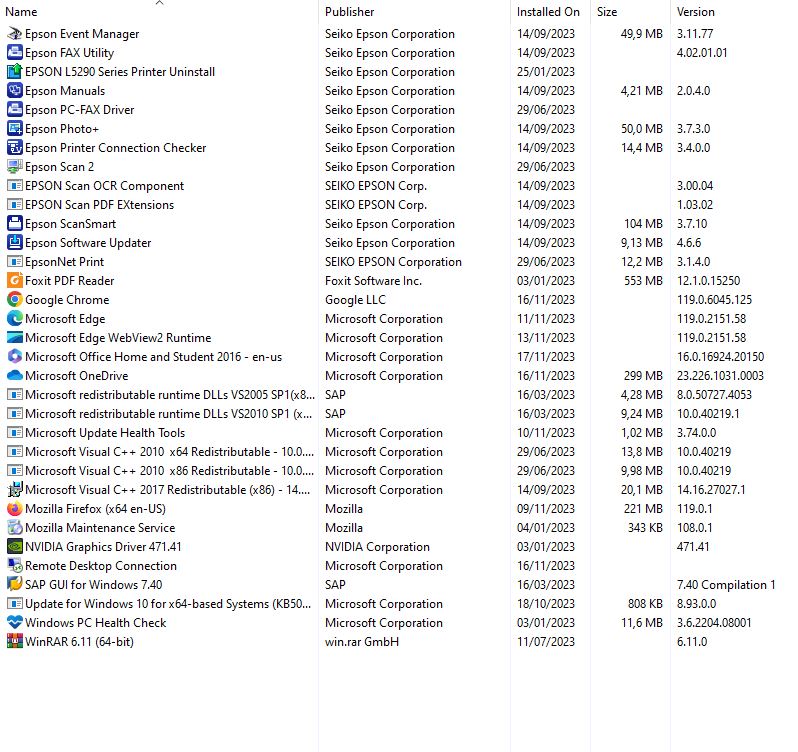 Name Publisher Installed On Size Version
Epson Event Manager Seiko Epson Corporation 14/09/2023 49,9 MB 3.11.77
Epson FAX Utility Seiko Epson Corporation 14/09/2023 4.02.01.01
EPSON L5290 Series Printer Uninstall Seiko Epson Corporation 25/01/2023
Epson Manuals Seiko Epson Corporation 14/09/2023 4,21 MB 2.0.4.0
Epson PC-FAX Driver Seiko Epson Corporation 29/06/2023
Epson Photo+ Seiko Epson Corporation 14/09/2023 50,0 MB 3.7.3.0
Epson Printer Connection Checker Seiko Epson Corporation 14/09/2023 14,4 MB 3.4.0.0
Epson Scan 2 Seiko Epson Corporation 29/06/2023
EPSON Scan OCR Component SEIKO EPSON Corp. 14/09/2023 3.00.04
EPSON Scan PDF EXtensions SEIKO EPSON Corp. 14/09/2023 1.03.02
Epson ScanSmart Seiko Epson Corporation 14/09/2023 104 MB 3.7.10
Epson Software Updater Seiko Epson Corporation 14/09/2023 9,13 MB 4.6.6
EpsonNet Print SEIKO EPSON Corporation 29/06/2023 12,2 MB 3.1.4.0
Foxit PDF Reader Foxit Software Inc. 03/01/2023 553 MB 12.1.0.15250
Google Chrome Google LLC 16/11/2023 119.0.6045.125
Microsoft Edge Microsoft Corporation 11/11/2023 119.0.2151.58
Microsoft Edge WebView2 Runtime Microsoft Corporation 13/11/2023 119.0.2151.58
Microsoft Office Home and Student 2016 - en-us Microsoft Corporation 17/11/2023 16.0.16924.20150
Microsoft OneDrive Microsoft Corporation 16/11/2023 299 MB 23.226.1031.0003
Microsoft redistributable runtime DLLs VS2005 SP1(x8... SAP 16/03/2023 4,28 MB 8.0.50727.4053
Microsoft redistributable runtime DLLs VS2010 SP1 (x... SAP 16/03/2023 9,24 MB 10.0.40219.1
Microsoft Update Health Tools Microsoft Corporation 10/11/2023 1,02 MB 3.74.0.0
Microsoft Visual C++ 2010  x64 Redistributable - 10.0.... Microsoft Corporation 29/06/2023 13,8 MB 10.0.40219
Microsoft Visual C++ 2010  x86 Redistributable - 10.0.... Microsoft Corporation 29/06/2023 9,98 MB 10.0.40219
Microsoft Visual C++ 2017 Redistributable (x86) - 14.... Microsoft Corporation 14/09/2023 20,1 MB 14.16.27027.1
Mozilla Firefox (x64 en-US) Mozilla 09/11/2023 221 MB 119.0.1
Mozilla Maintenance Service Mozilla 04/01/2023 343 KB 108.0.1
NVIDIA Graphics Driver 471.41 NVIDIA Corporation 03/01/2023 471.41
Remote Desktop Connection Microsoft Corporation 16/11/2023
SAP GUI for Windows 7.40 SAP 16/03/2023 7.40 Compilation 1
Update for Windows 10 for x64-based Systems (KB50... Microsoft Corporation 18/10/2023 808 KB 8.93.0.0
Windows PC Health Check Microsoft Corporation 03/01/2023 11,6 MB 3.6.2204.08001
WinRAR 6.11 (64-bit) win.rar GmbH 11/07/2023 6.11.0